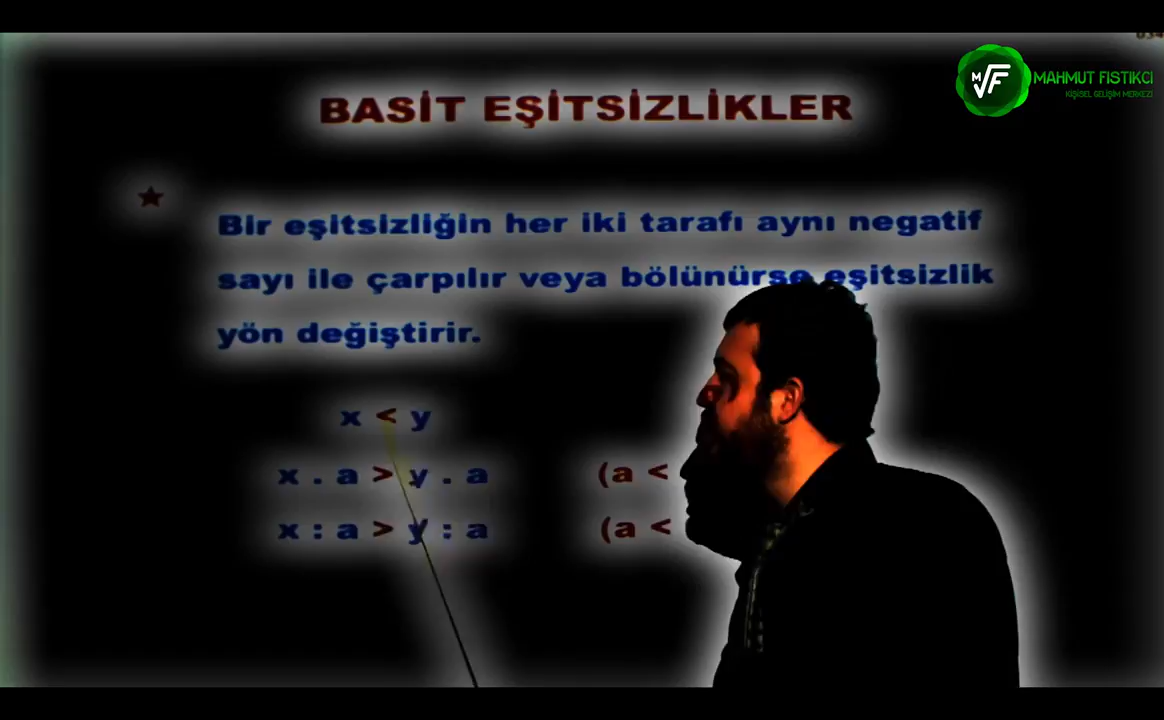 034
MAHMUT FISTIKCI
KİŞİSEL GELİŞİM MERKEZİ
BASİT EŞİTSİZLİKLER
Bir eşitsizliğin her iki tarafı aynı negatif
sayı ile çarpılır veya bölünürse eşitsizlik
yön değiştirir.
x < y
x . a > y . a (a <
x : a > y : a (a <